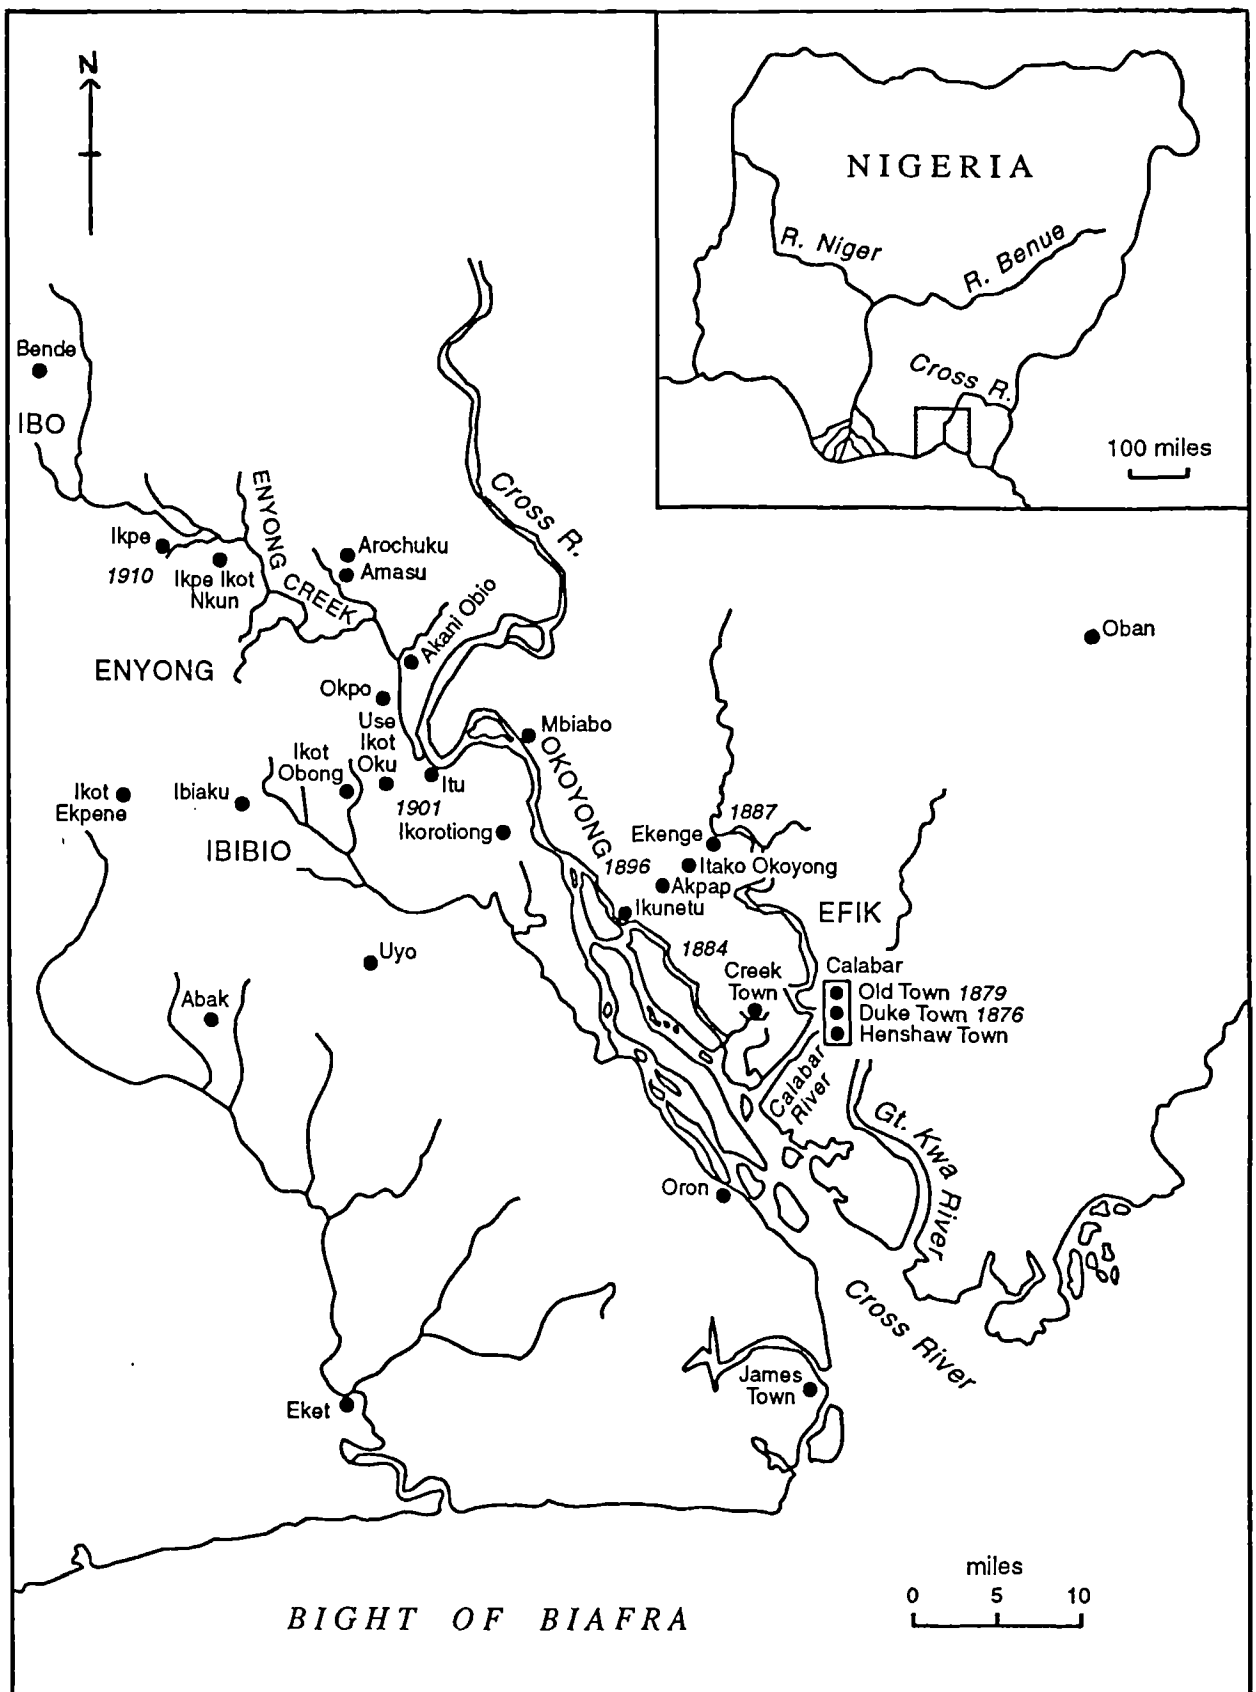 N
NIGERIA
R. Niger
R. Benue
Cross R.
100 miles
Bende
IBO
Cross R.
ENYONG
CREEK
Ikpe
1910
Ikpe Ikot
Nkun
Arochuku
Amasu
Akani Obio
Oban
ENYONG
Okpo
Use
Ikot
Oku
1901
Ikot
Obong
Mbiabo
OKOYONG
Itu
Ikot
Ekpene
Ibiaku
IBIBIO
Ikorotiong
1887
Ekenge
Itako Okoyong
1896
Akpap
Ikunetu
EFIK
Uyo
1884
Creek
Town
Calabar
Old Town 1879
Duke Town 1876
Henshaw Town
Abak
Calabar
River
Gt. Kwa River
Oron
Cross River
James
Town
Eket
BIGHT OF BIAFRA
miles
0 5 10